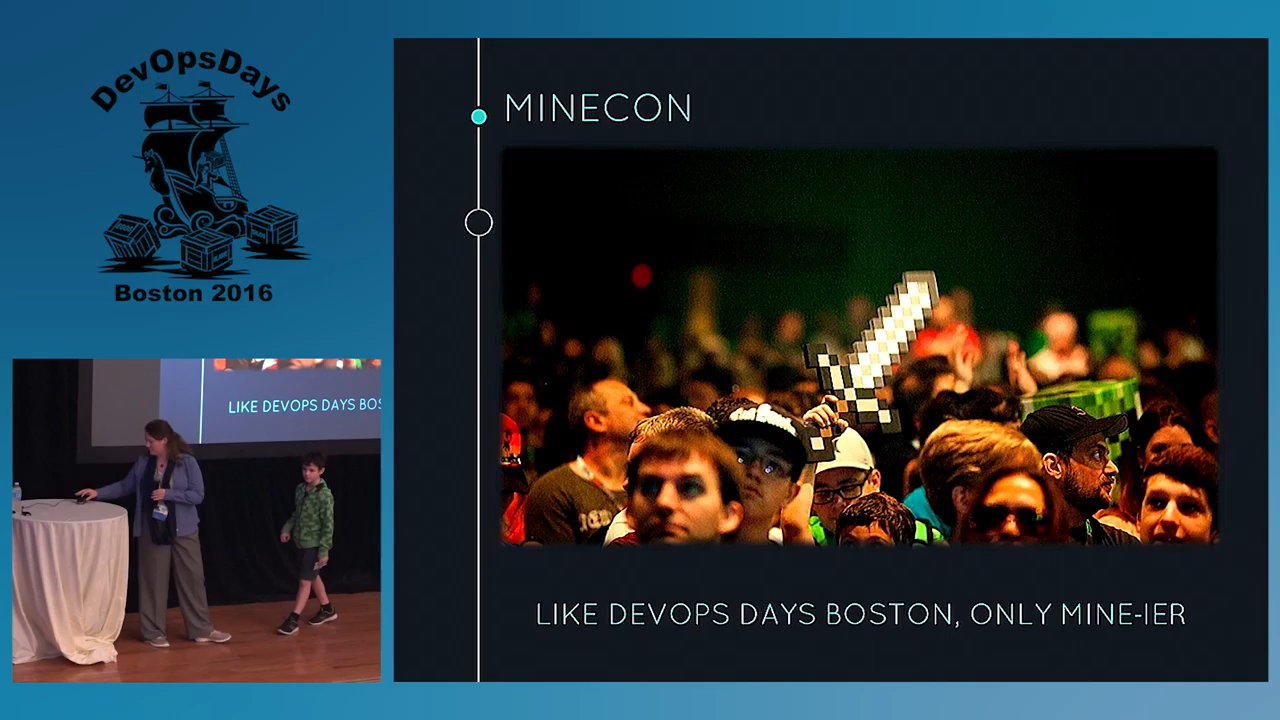 DevOpsDays
Boston 2016
MINECON
LIKE DEVOPS DAYS BOSTON, ONLY MINE-IER
LIKE DEVOPS DAYS BOS